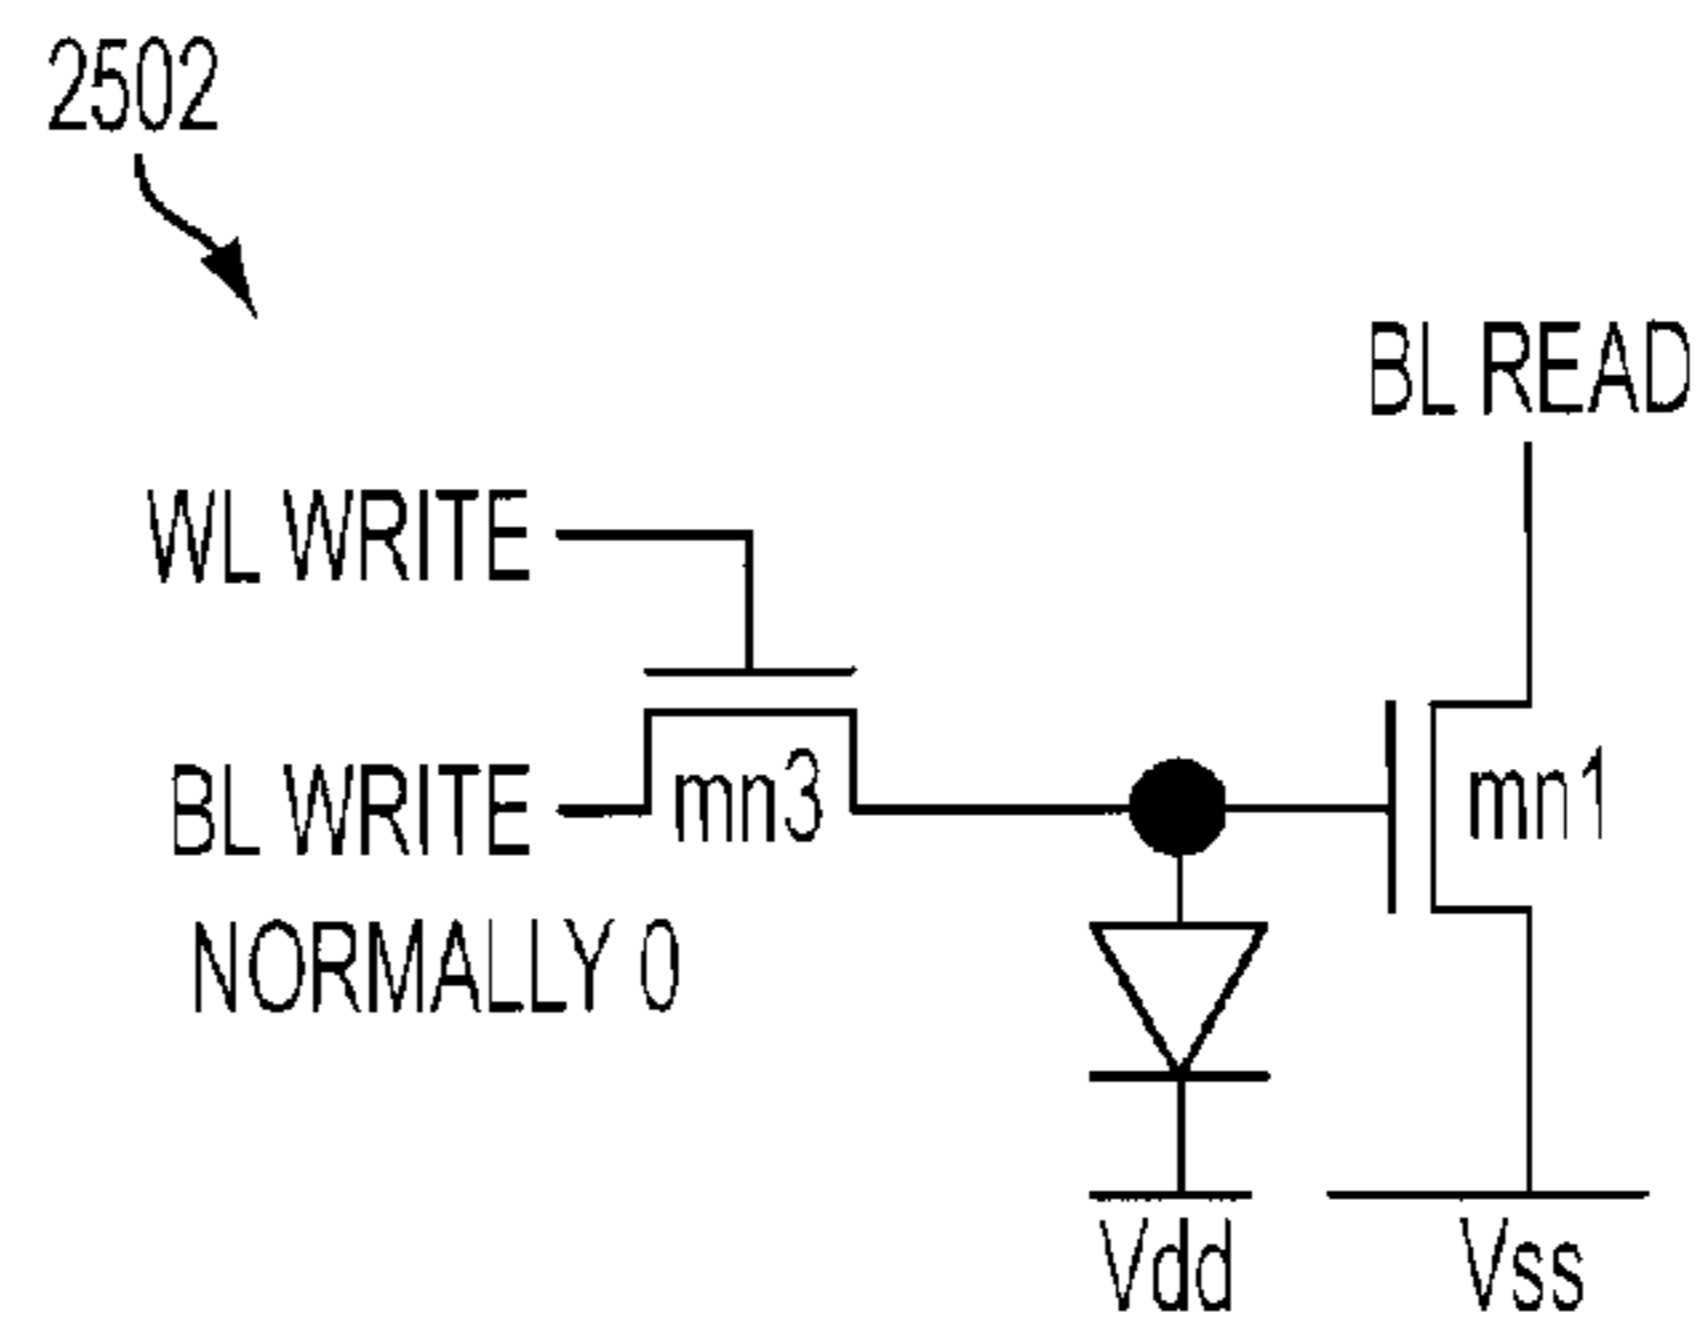 2502
BL READ
WL WRITE
BL WRITE
mn3
mn1
NORMALLY 0
Vdd
Vss